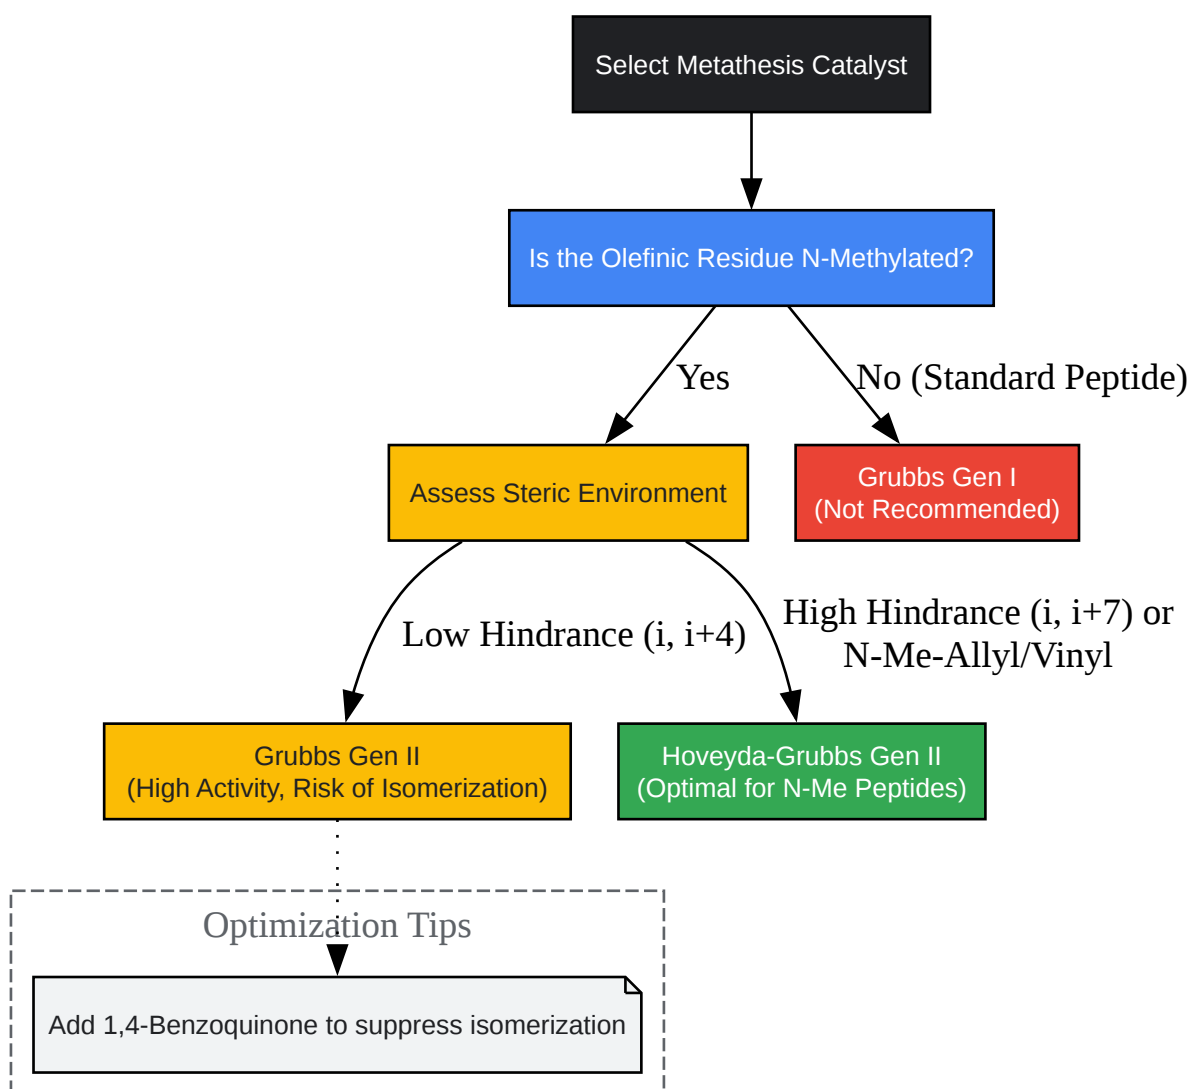 Select Metathesis Catalyst
Is the Olefinic Residue N-Methylated?
Yes
No (Standard Peptide)
Assess Steric Environment
Grubbs Gen I
(Not Recommended)
Low Hindrance (i, i+4)
High Hindrance (i, i+7) or
N-Me-Allyl/Vinyl
Grubbs Gen II
(High Activity, Risk of Isomerization)
Hoveyda-Grubbs Gen II
(Optimal for N-Me Peptides)
Optimization Tips
Add 1,4-Benzoquinone to suppress isomerization